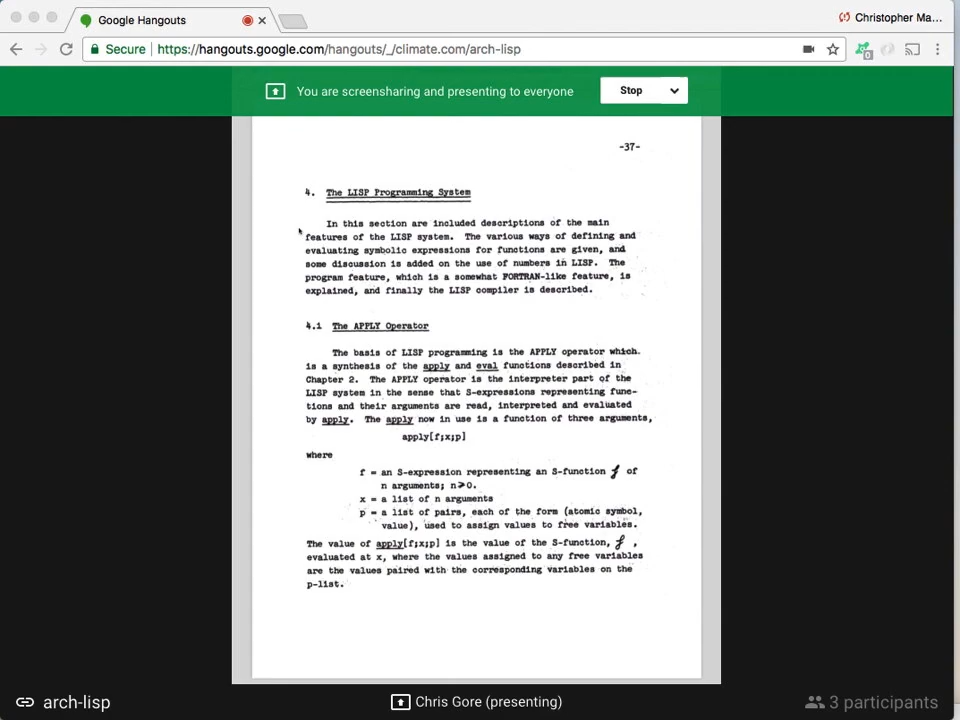 Google Hangouts
Christopher Ma...
Secure
https://hangouts.google.com/hangouts/_/climate.com/arch-lisp
0
You are screensharing and presenting to everyone
Stop
-37-
4. The LISP Programming System
In this section are included descriptions of the main
features of the LISP system. The various ways of defining and
evaluating symbolic expressions for functions are given, and
some discussion is added on the use of numbers in LISP. The
program feature, which is a somewhat FORTRAN-like feature, is
explained, and finally the LISP compiler is described.
4.1 The APPLY Operator
The basis of LISP programming is the APPLY operator which
is a synthesis of the apply and eval functions described in
Chapter 2. The APPLY operator is the interpreter part of the
LISP system in the sense that S-expressions representing func-
tions and their arguments are read, interpreted and evaluated
by apply. The apply now in use is a function of three arguments,
apply[f;x;p]
where
f = an S-expression representing an S-function f of
n arguments; n≥0.
x = a list of n arguments
p = a list of pairs, each of the form (atomic symbol,
value), used to assign values to free variables.
The value of apply[f;x;p] is the value of the S-function, f ,
evaluated at x, where the values assigned to any free variables
are the values paired with the corresponding variables on the
p-list.
arch-lisp
Chris Gore (presenting)
3 participants